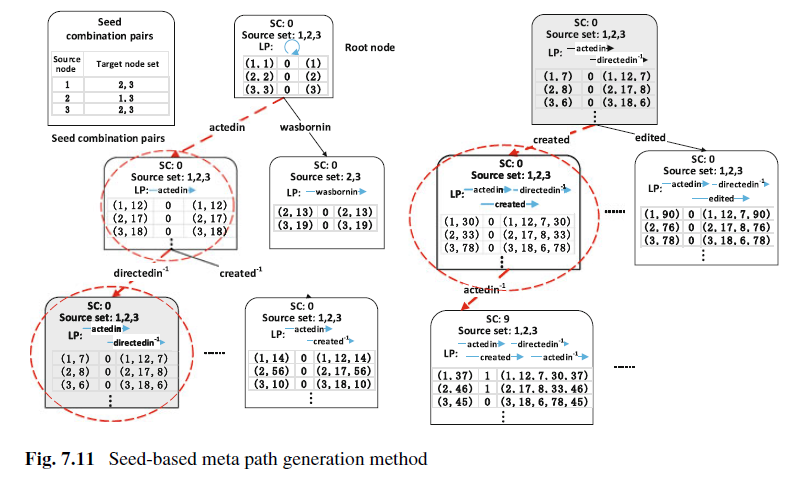 Seed
combination pairs
Source
node
Target node set
1 2, 3
2 1, 3
3 2, 3
Seed combination pairs
SC: 0
Source set: 1,2,3
LP:
(1, 1) 0 (1)
(2, 2) 0 (2)
(3, 3) 0 (3)
Root node
actedin
wasbornin
SC: 0
Source set: 1,2,3
LP: actedin
(1, 12) 0 (1, 12)
(2, 17) 0 (2, 17)
(3, 18) 0 (3, 18)
⋮
SC: 0
Source set: 2,3
LP: wasbornin
(2, 13) 0 (2, 13)
(3, 19) 0 (3, 19)
directedin⁻¹
created⁻¹
SC: 0
Source set: 1,2,3
LP: actedin
directedin⁻¹
(1, 7) 0 (1, 12, 7)
(2, 8) 0 (2, 17, 8)
(3, 6) 0 (3, 18, 6)
⋮
......
SC: 0
Source set: 1,2,3
LP: actedin
created⁻¹
(1, 14) 0 (1, 12, 14)
(2, 56) 0 (2, 17, 56)
(3, 10) 0 (3, 18, 10)
⋮
SC: 0
Source set: 1,2,3
LP: actedin
directedin⁻¹
(1, 7) 0 (1, 12, 7)
(2, 8) 0 (2, 17, 8)
(3, 6) 0 (3, 18, 6)
⋮
created
edited
SC: 0
Source set: 1,2,3
LP: actedin directedin⁻¹
created
(1, 30) 0 (1, 12, 7, 30)
(2, 33) 0 (2, 17, 8, 33)
(3, 78) 0 (3, 18, 6, 78)
⋮
......
SC: 0
Source set: 1,2,3
LP: actedin directedin⁻¹
edited
(1, 90) 0 (1, 12, 7, 90)
(2, 76) 0 (2, 17, 8, 76)
(3, 78) 0 (3, 18, 6, 78)
⋮
actedin⁻¹
SC: 9
Source set: 1,2,3
LP: actedin directedin⁻¹
created actedin⁻¹
(1, 37) 1 (1, 12, 7, 30, 37)
(2, 46) 1 (2, 17, 8, 33, 46)
(3, 45) 0 (3, 18, 6, 78, 45)
⋮
......
Fig. 7.11 Seed-based meta path generation method